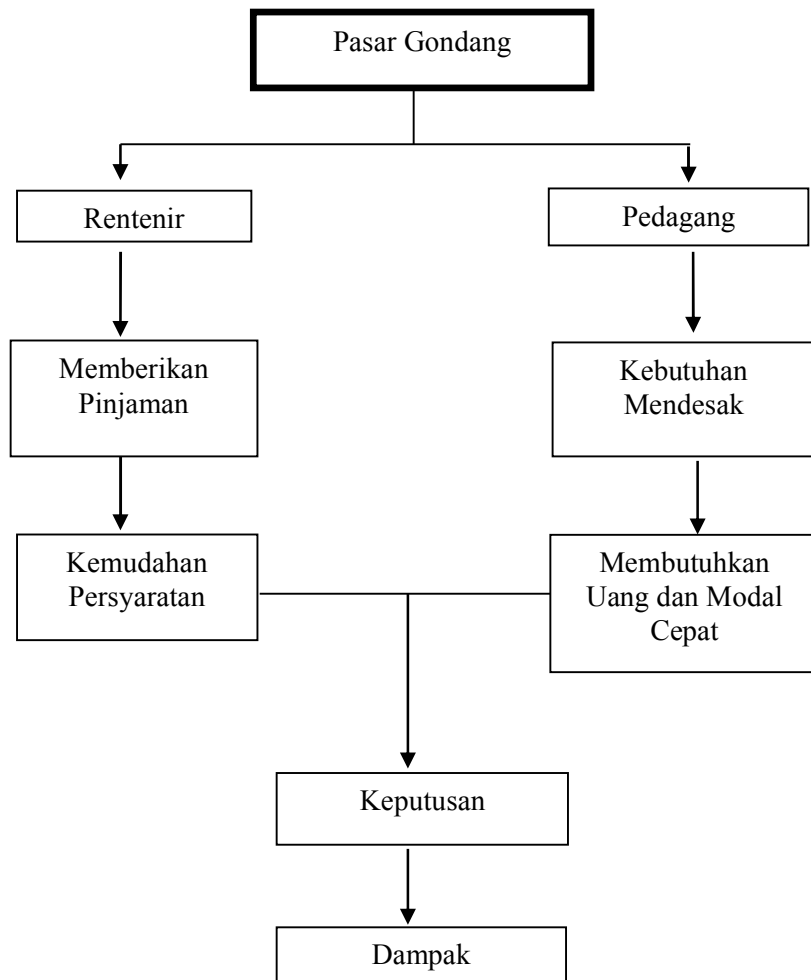 Pasar Gondang
Rentenir
Pedagang
Memberikan
Pinjaman
Kebutuhan
Mendesak
Kemudahan
Persyaratan
Membutuhkan
Uang dan Modal
Cepat
Keputusan
Dampak